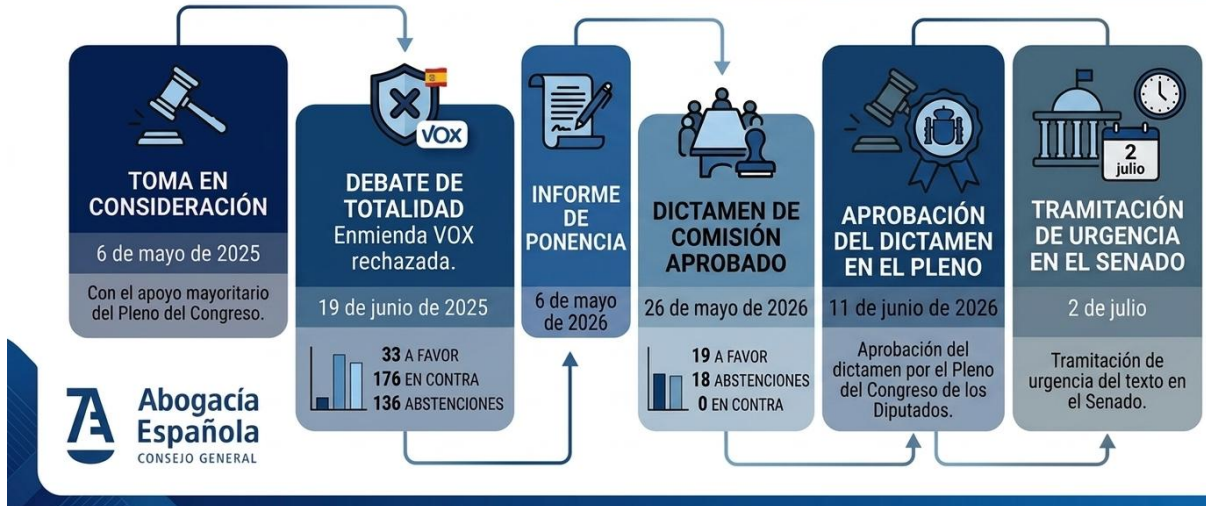 TOMA EN
CONSIDERACIÓN
6 de mayo de 2025
Con el apoyo mayoritario
del Pleno del Congreso.
VOX
DEBATE DE
TOTALIDAD
Enmienda VOX
rechazada.
19 de junio de 2025
33 A FAVOR
176 EN CONTRA
136 ABSTENCIONES
INFORME
DE
PONENCIA
6 de mayo
de 2026
DICTAMEN DE
COMISIÓN
APROBADO
26 de mayo de 2026
19 A FAVOR
18 ABSTENCIONES
0 EN CONTRA
APROBACIÓN
DEL DICTAMEN
EN EL PLENO
11 de junio de 2026
Aprobación del
dictamen por el Pleno
del Congreso de los
Diputados.
2
julio
TRAMITACIÓN
DE URGENCIA
EN EL SENADO
2 de julio
Tramitación de
urgencia del texto en
el Senado.
Abogacía
Española
CONSEJO GENERAL